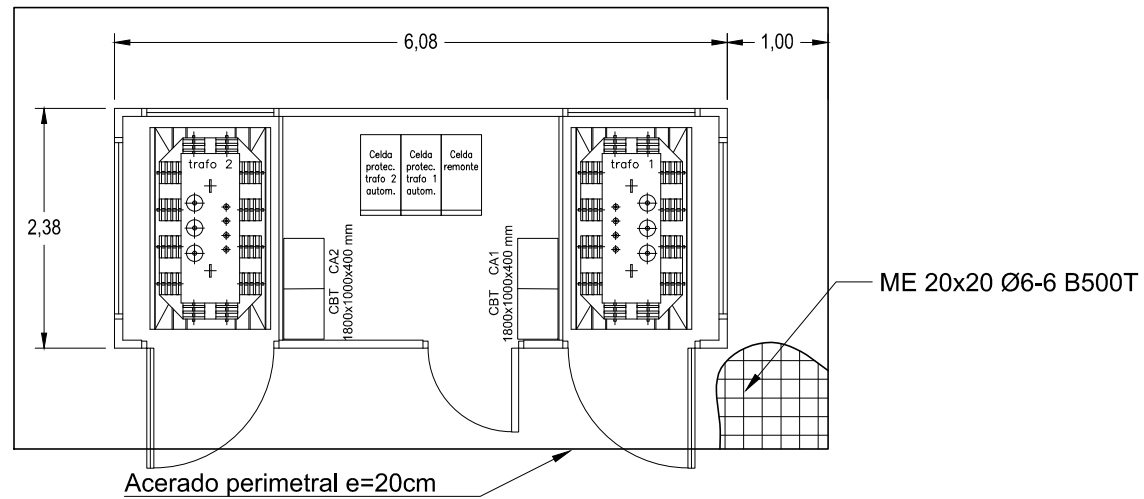 6,08
1,00
2,38
trafo 2
Celda
protec.
trafo 2
autom.
Celda
protec.
trafo 1
autom.
Celda
remonte
trafo 1
CBT CA2
1800x1000x400 mm
CBT CA1
1800x1000x400 mm
ME 20x20 Ø6-6 B500T
Acerado perimetral e=20cm